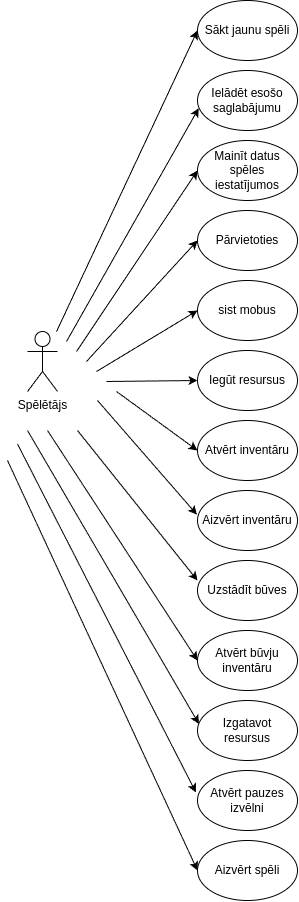 Sākt jaunu spēli
Ielādēt esošo
saglabājumu
Mainīt datus
spēles
iestatījumos
Pārvietoties
sist mobus
Spēlētājs
Iegūt resursus
Atvērt inventāru
Aizvērt inventāru
Uzstādīt būves
Atvērt būvju
inventāru
Izgatavot
resursus
Atvērt pauzes
izvēlni
Aizvērt spēli